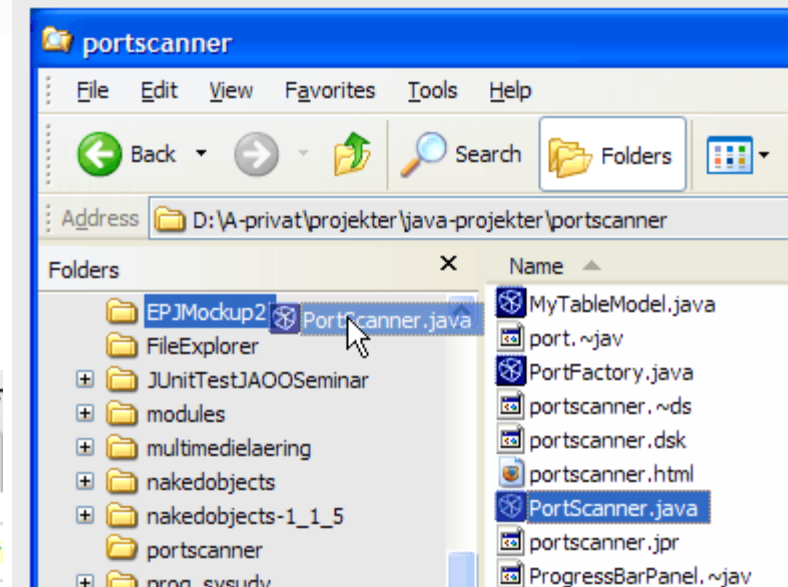 portscanner
File Edit View Favorites Tools Help
Back Search Folders
Address D:\A-privat\projekter\java-projekter\portscanner
Folders
EPJMockup2
PortScanner.java
FileExplorer
JUnitTestJAOOSeminar
modules
multimedielaering
nakedobjects
nakedobjects-1_1_5
portscanner
prog_sysudv
Name
MyTableModel.java
port.~jav
PortFactory.java
portscanner.~ds
portscanner.dsk
portscanner.html
PortScanner.java
portscanner.jpr
ProgressBarPanel.~jav